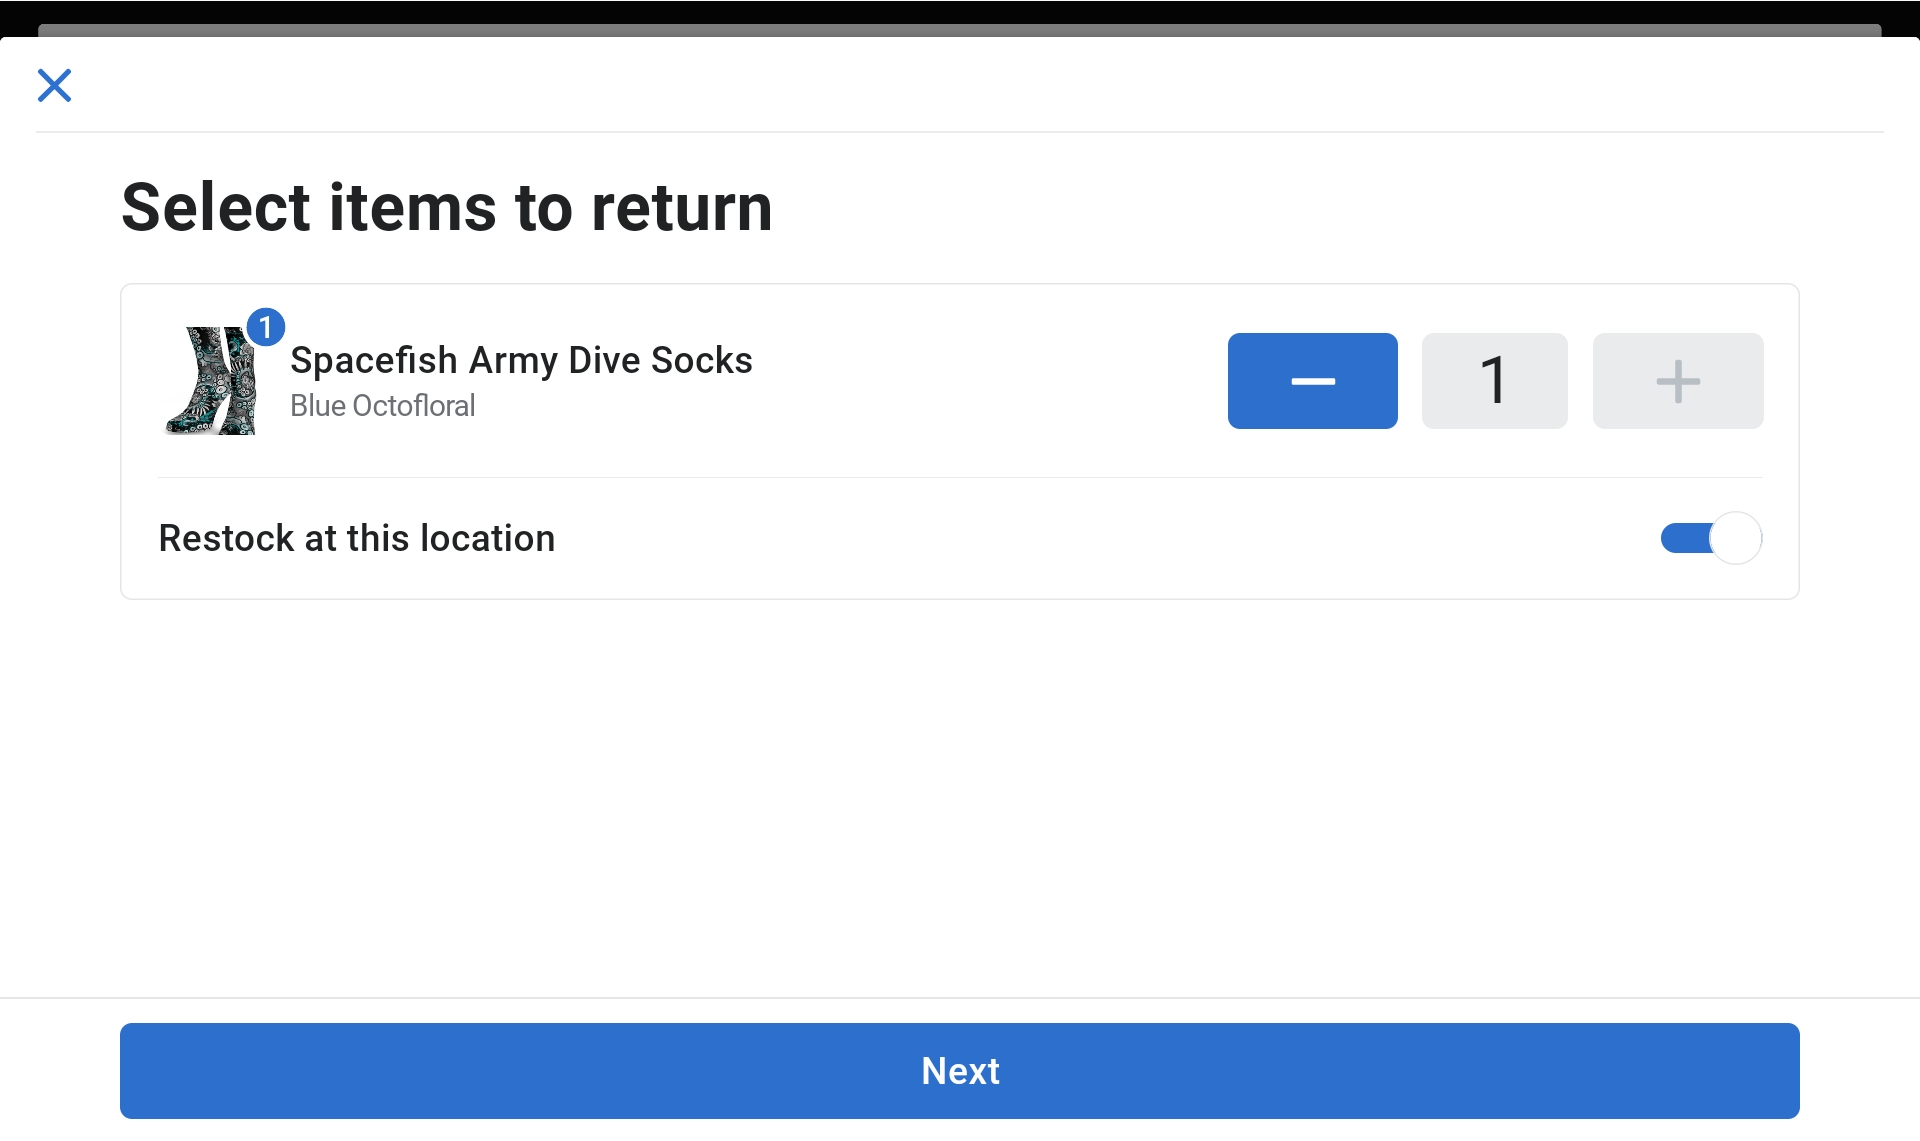 Select items to return
1
Spacefish Army Dive Socks
Blue Octofloral
1
Restock at this location
Next